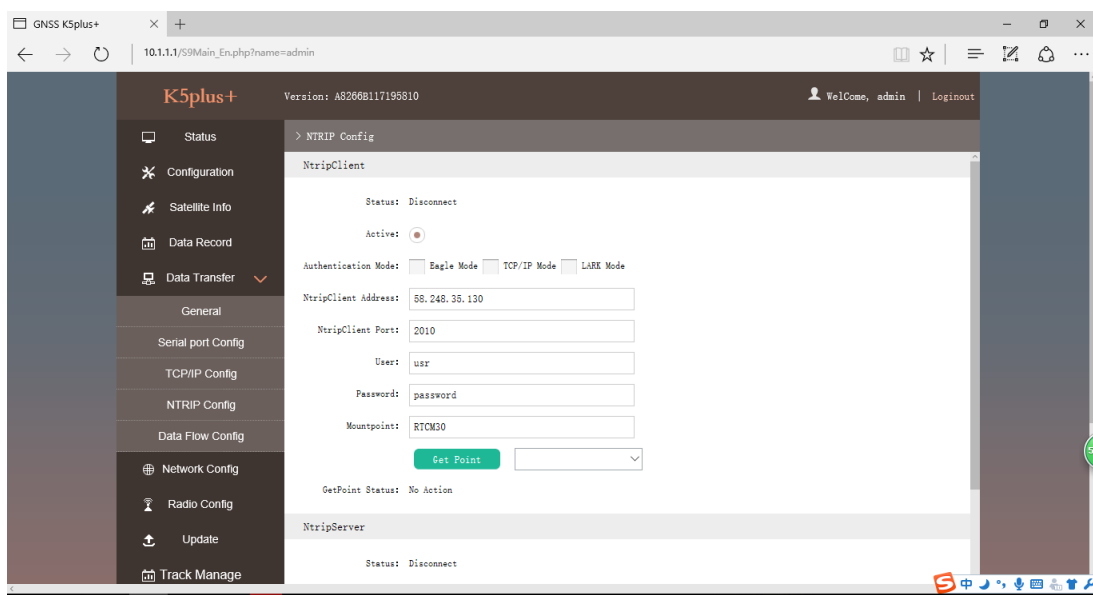 GNSS K5plus+
10.1.1.1/S9Main_En.php?name=admin
K5plus+
Version: A8266B117195810
WelCome, admin | Loginout
Status
Configuration
Satellite Info
Data Record
Data Transfer
General
Serial port Config
TCP/IP Config
NTRIP Config
Data Flow Config
Network Config
Radio Config
Update
Track Manage
> NTRIP Config
NtripClient
Status: Disconnect
Active:
Authentication Mode: Eagle Mode TCP/IP Mode LARK Mode
NtripClient Address: 58.248.35.130
NtripClient Port: 2010
User: usr
Password: password
Mountpoint: RTCM30
Get Point
GetPoint Status: No Action
NtripServer
Status: Disconnect
S 中